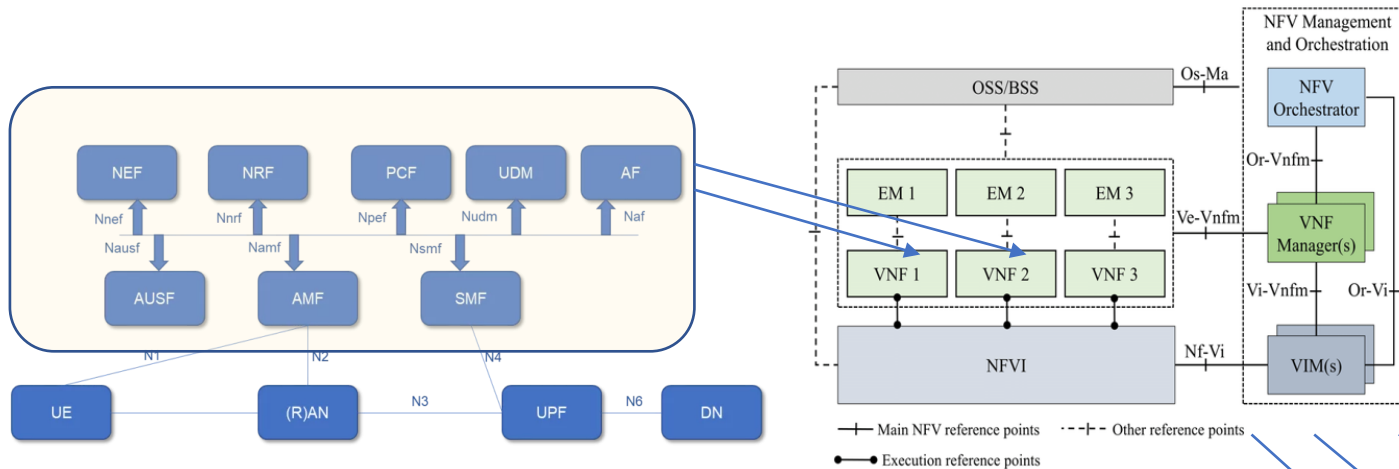 NEF
NRF
PCF
UDM
AF
Nnef
Nnrf
Npef
Nudm
Naf
Nausf
Namf
Nsmf
AUSF
AMF
SMF
N1
N2
N4
UE
(R)AN
N3
UPF
N6
DN
NFV Management
and Orchestration
OSS/BSS
Os-Ma
NFV
Orchestrator
Or-Vnfm
EM 1
EM 2
EM 3
Ve-Vnfm
VNF
Manager(s)
VNF 1
VNF 2
VNF 3
Vi-Vnfm
Or-Vi
NFVI
Nf-Vi
VIM(s)
Main NFV reference points
Other reference points
Execution reference points